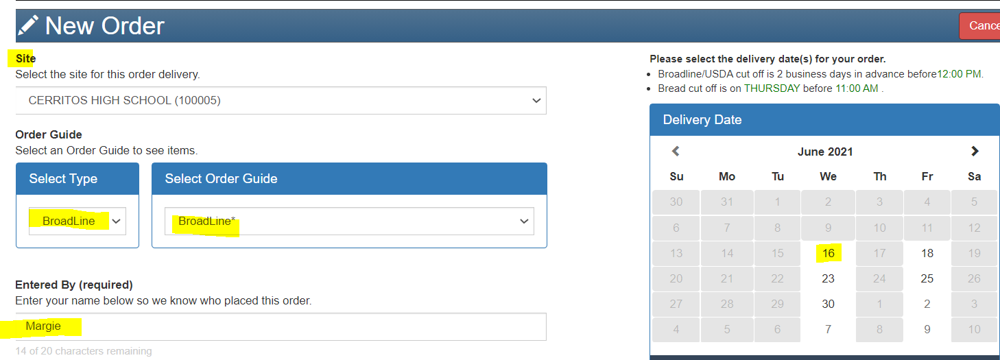 New Order
Cance
Site
Select the site for this order delivery.
CERRITOS HIGH SCHOOL (100005)
Order Guide
Select an Order Guide to see items.
Select Type
Select Order Guide
BroadLine
BroadLine*
Entered By (required)
Enter your name below so we know who placed this order.
Margie
14 of 20 characters remaining
Please select the delivery date(s) for your order.
• Broadline/USDA cut off is 2 business days in advance before12:00 PM.
• Bread cut off is on THURSDAY before 11:00 AM .
Delivery Date
June 2021
Su Mo Tu We Th Fr Sa
30 31 1 2 3 4 5
6 7 8 9 10 11 12
13 14 15 16 17 18 19
20 21 22 23 24 25 26
27 28 29 30 1 2 3
4 5 6 7 8 9 10